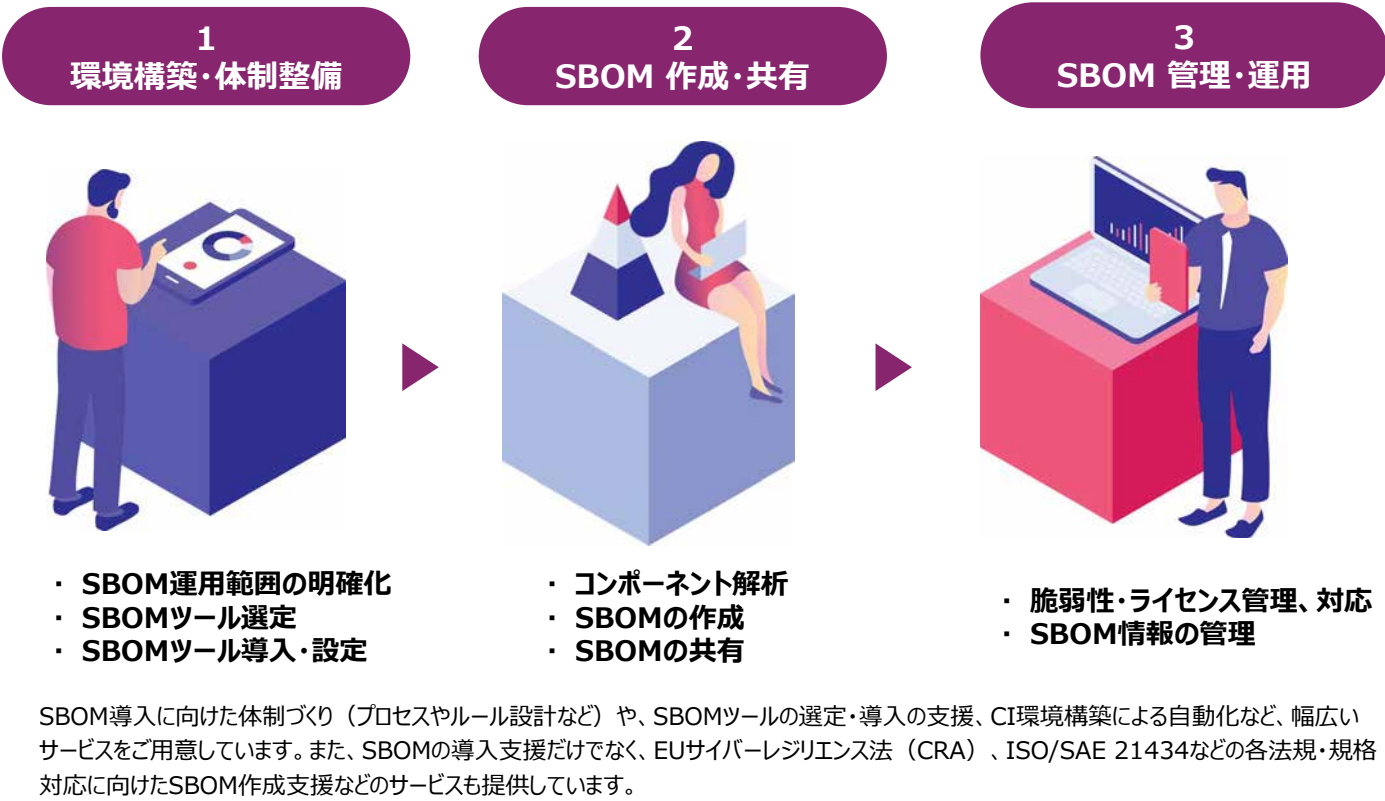 1
環境構築・体制整備
2
SBOM 作成・共有
3
SBOM 管理・運用
・ SBOM運用範囲の明確化
・ SBOMツール選定
・ SBOMツール導入・設定
・ コンポーネント解析
・ SBOMの作成
・ SBOMの共有
・ 脆弱性・ライセンス管理、対応
・ SBOM情報の管理
SBOM導入に向けた体制づくり（プロセスやルール設計など）や、SBOMツールの選定・導入の支援、CI環境構築による自動化など、幅広い
サービスをご用意しています。また、SBOMの導入支援だけでなく、EUサイバーレジリエンス法（CRA）、ISO/SAE 21434などの各法規・規格
対応に向けたSBOM作成支援などのサービスも提供しています。